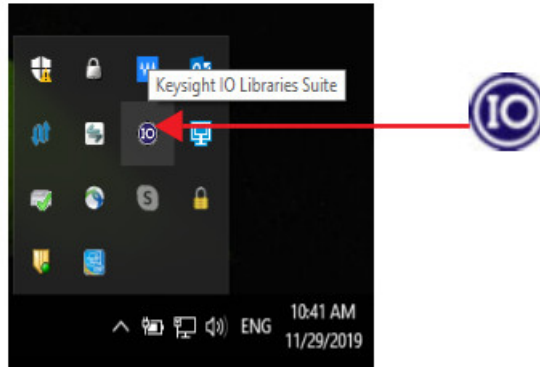 Keysight IO Libraries Suite
IO
IO
S
ENG
10:41 AM
11/29/2019